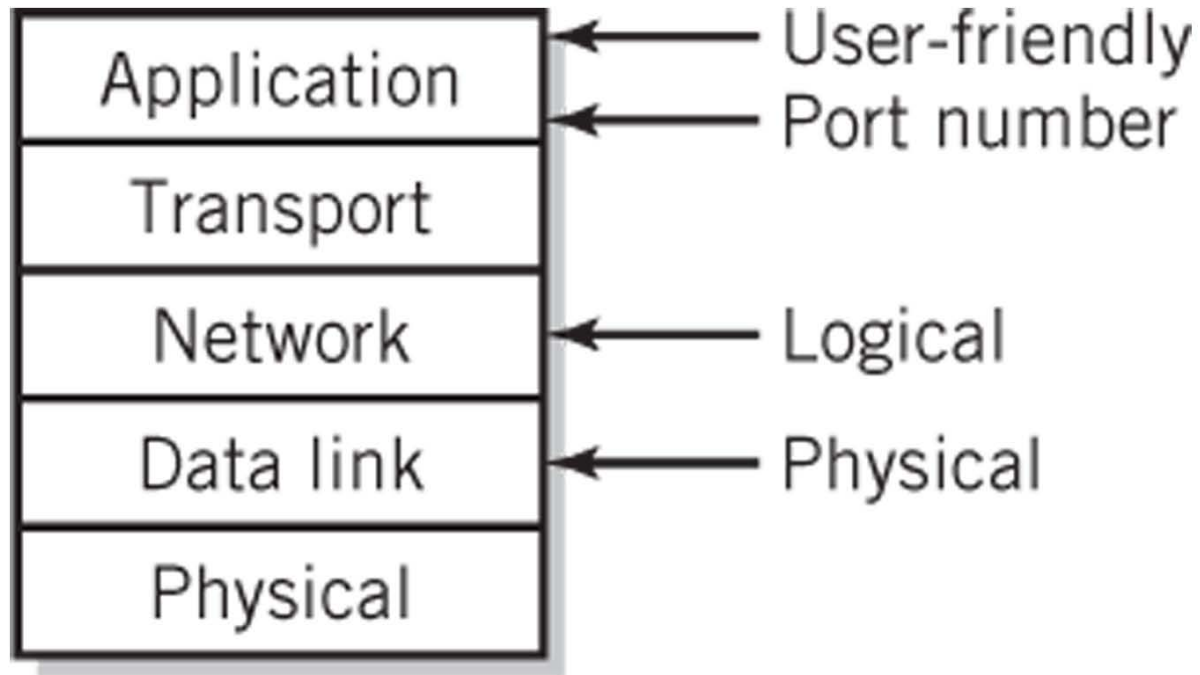 Application
User-friendly
Port number
Transport
Network
Logical
Data link
Physical
Physical